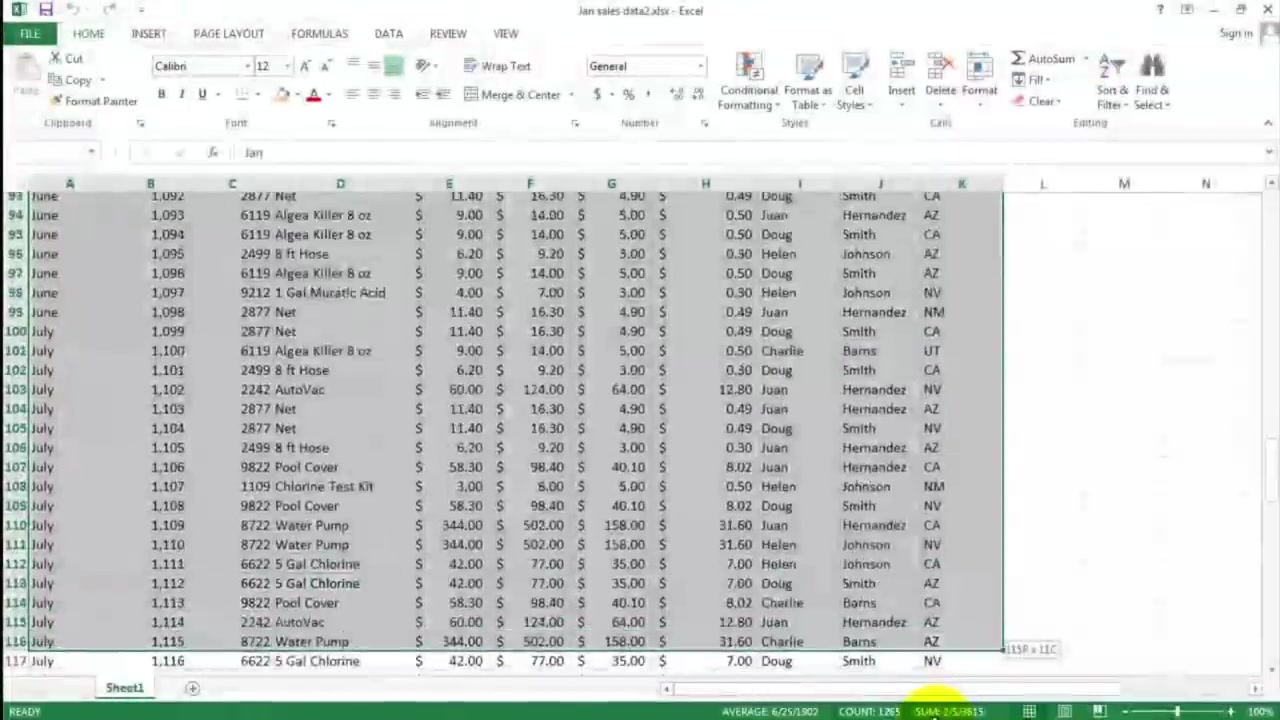 Jan sales data2.xlsx - Excel
FILE HOME INSERT PAGE LAYOUT FORMULAS DATA REVIEW VIEW Sign in
Cut
Copy
Format Painter
Calibri 12
B I U A
Wrap Text
Merge & Center
General
$ % ,
Conditional Formatting
Format as Table
Cell Styles
Insert Delete Format
AutoSum
Fill
Clear
Sort & Filter
Find & Select
Clipboard Font Alignment Number Styles Cells Editing
fx Jan
A B C D E F G H I J K L M N
93 June 1,092 2877 Net $ 11.40 $ 16.30 $ 4.90 $ 0.49 Doug Smith CA
94 June 1,093 6119 Algea Killer 8 oz $ 9.00 $ 14.00 $ 5.00 $ 0.50 Juan Hernandez AZ
95 June 1,094 6119 Algea Killer 8 oz $ 9.00 $ 14.00 $ 5.00 $ 0.50 Doug Smith CA
96 June 1,095 2499 8 ft Hose $ 6.20 $ 9.20 $ 3.00 $ 0.30 Helen Johnson AZ
97 June 1,096 6119 Algea Killer 8 oz $ 9.00 $ 14.00 $ 5.00 $ 0.50 Doug Smith AZ
98 June 1,097 9212 1 Gal Muratic Acid $ 4.00 $ 7.00 $ 3.00 $ 0.30 Helen Johnson NV
99 June 1,098 2877 Net $ 11.40 $ 16.30 $ 4.90 $ 0.49 Juan Hernandez NM
100 July 1,099 2877 Net $ 11.40 $ 16.30 $ 4.90 $ 0.49 Doug Smith CA
101 July 1,100 6119 Algea Killer 8 oz $ 9.00 $ 14.00 $ 5.00 $ 0.50 Charlie Barns UT
102 July 1,101 2499 8 ft Hose $ 6.20 $ 9.20 $ 3.00 $ 0.30 Doug Smith CA
103 July 1,102 2242 AutoVac $ 60.00 $ 124.00 $ 64.00 $ 12.80 Juan Hernandez NV
104 July 1,103 2877 Net $ 11.40 $ 16.30 $ 4.90 $ 0.49 Juan Hernandez AZ
105 July 1,104 2877 Net $ 11.40 $ 16.30 $ 4.90 $ 0.49 Doug Smith NV
106 July 1,105 2499 8 ft Hose $ 6.20 $ 9.20 $ 3.00 $ 0.30 Juan Hernandez AZ
107 July 1,106 9822 Pool Cover $ 58.30 $ 98.40 $ 40.10 $ 8.02 Juan Hernandez CA
108 July 1,107 1109 Chlorine Test Kit $ 3.00 $ 8.00 $ 5.00 $ 0.50 Helen Johnson NM
109 July 1,108 9822 Pool Cover $ 58.30 $ 98.40 $ 40.10 $ 8.02 Doug Smith NV
110 July 1,109 8722 Water Pump $ 344.00 $ 502.00 $ 158.00 $ 31.60 Juan Hernandez CA
111 July 1,110 8722 Water Pump $ 344.00 $ 502.00 $ 158.00 $ 31.60 Helen Johnson NV
112 July 1,111 6622 5 Gal Chlorine $ 42.00 $ 77.00 $ 35.00 $ 7.00 Helen Johnson CA
113 July 1,112 6622 5 Gal Chlorine $ 42.00 $ 77.00 $ 35.00 $ 7.00 Doug Smith AZ
114 July 1,113 9822 Pool Cover $ 58.30 $ 98.40 $ 40.10 $ 8.02 Charlie Barns CA
115 July 1,114 2242 AutoVac $ 60.00 $ 124.00 $ 64.00 $ 12.80 Juan Hernandez AZ
116 July 1,115 8722 Water Pump $ 344.00 $ 502.00 $ 158.00 $ 31.60 Charlie Barns AZ
115R x 11C
117 July 1,116 6622 5 Gal Chlorine $ 42.00 $ 77.00 $ 35.00 $ 7.00 Doug Smith NV
Sheet1
READY AVERAGE: 6/25/1902 COUNT: 1265 SUM: 100%